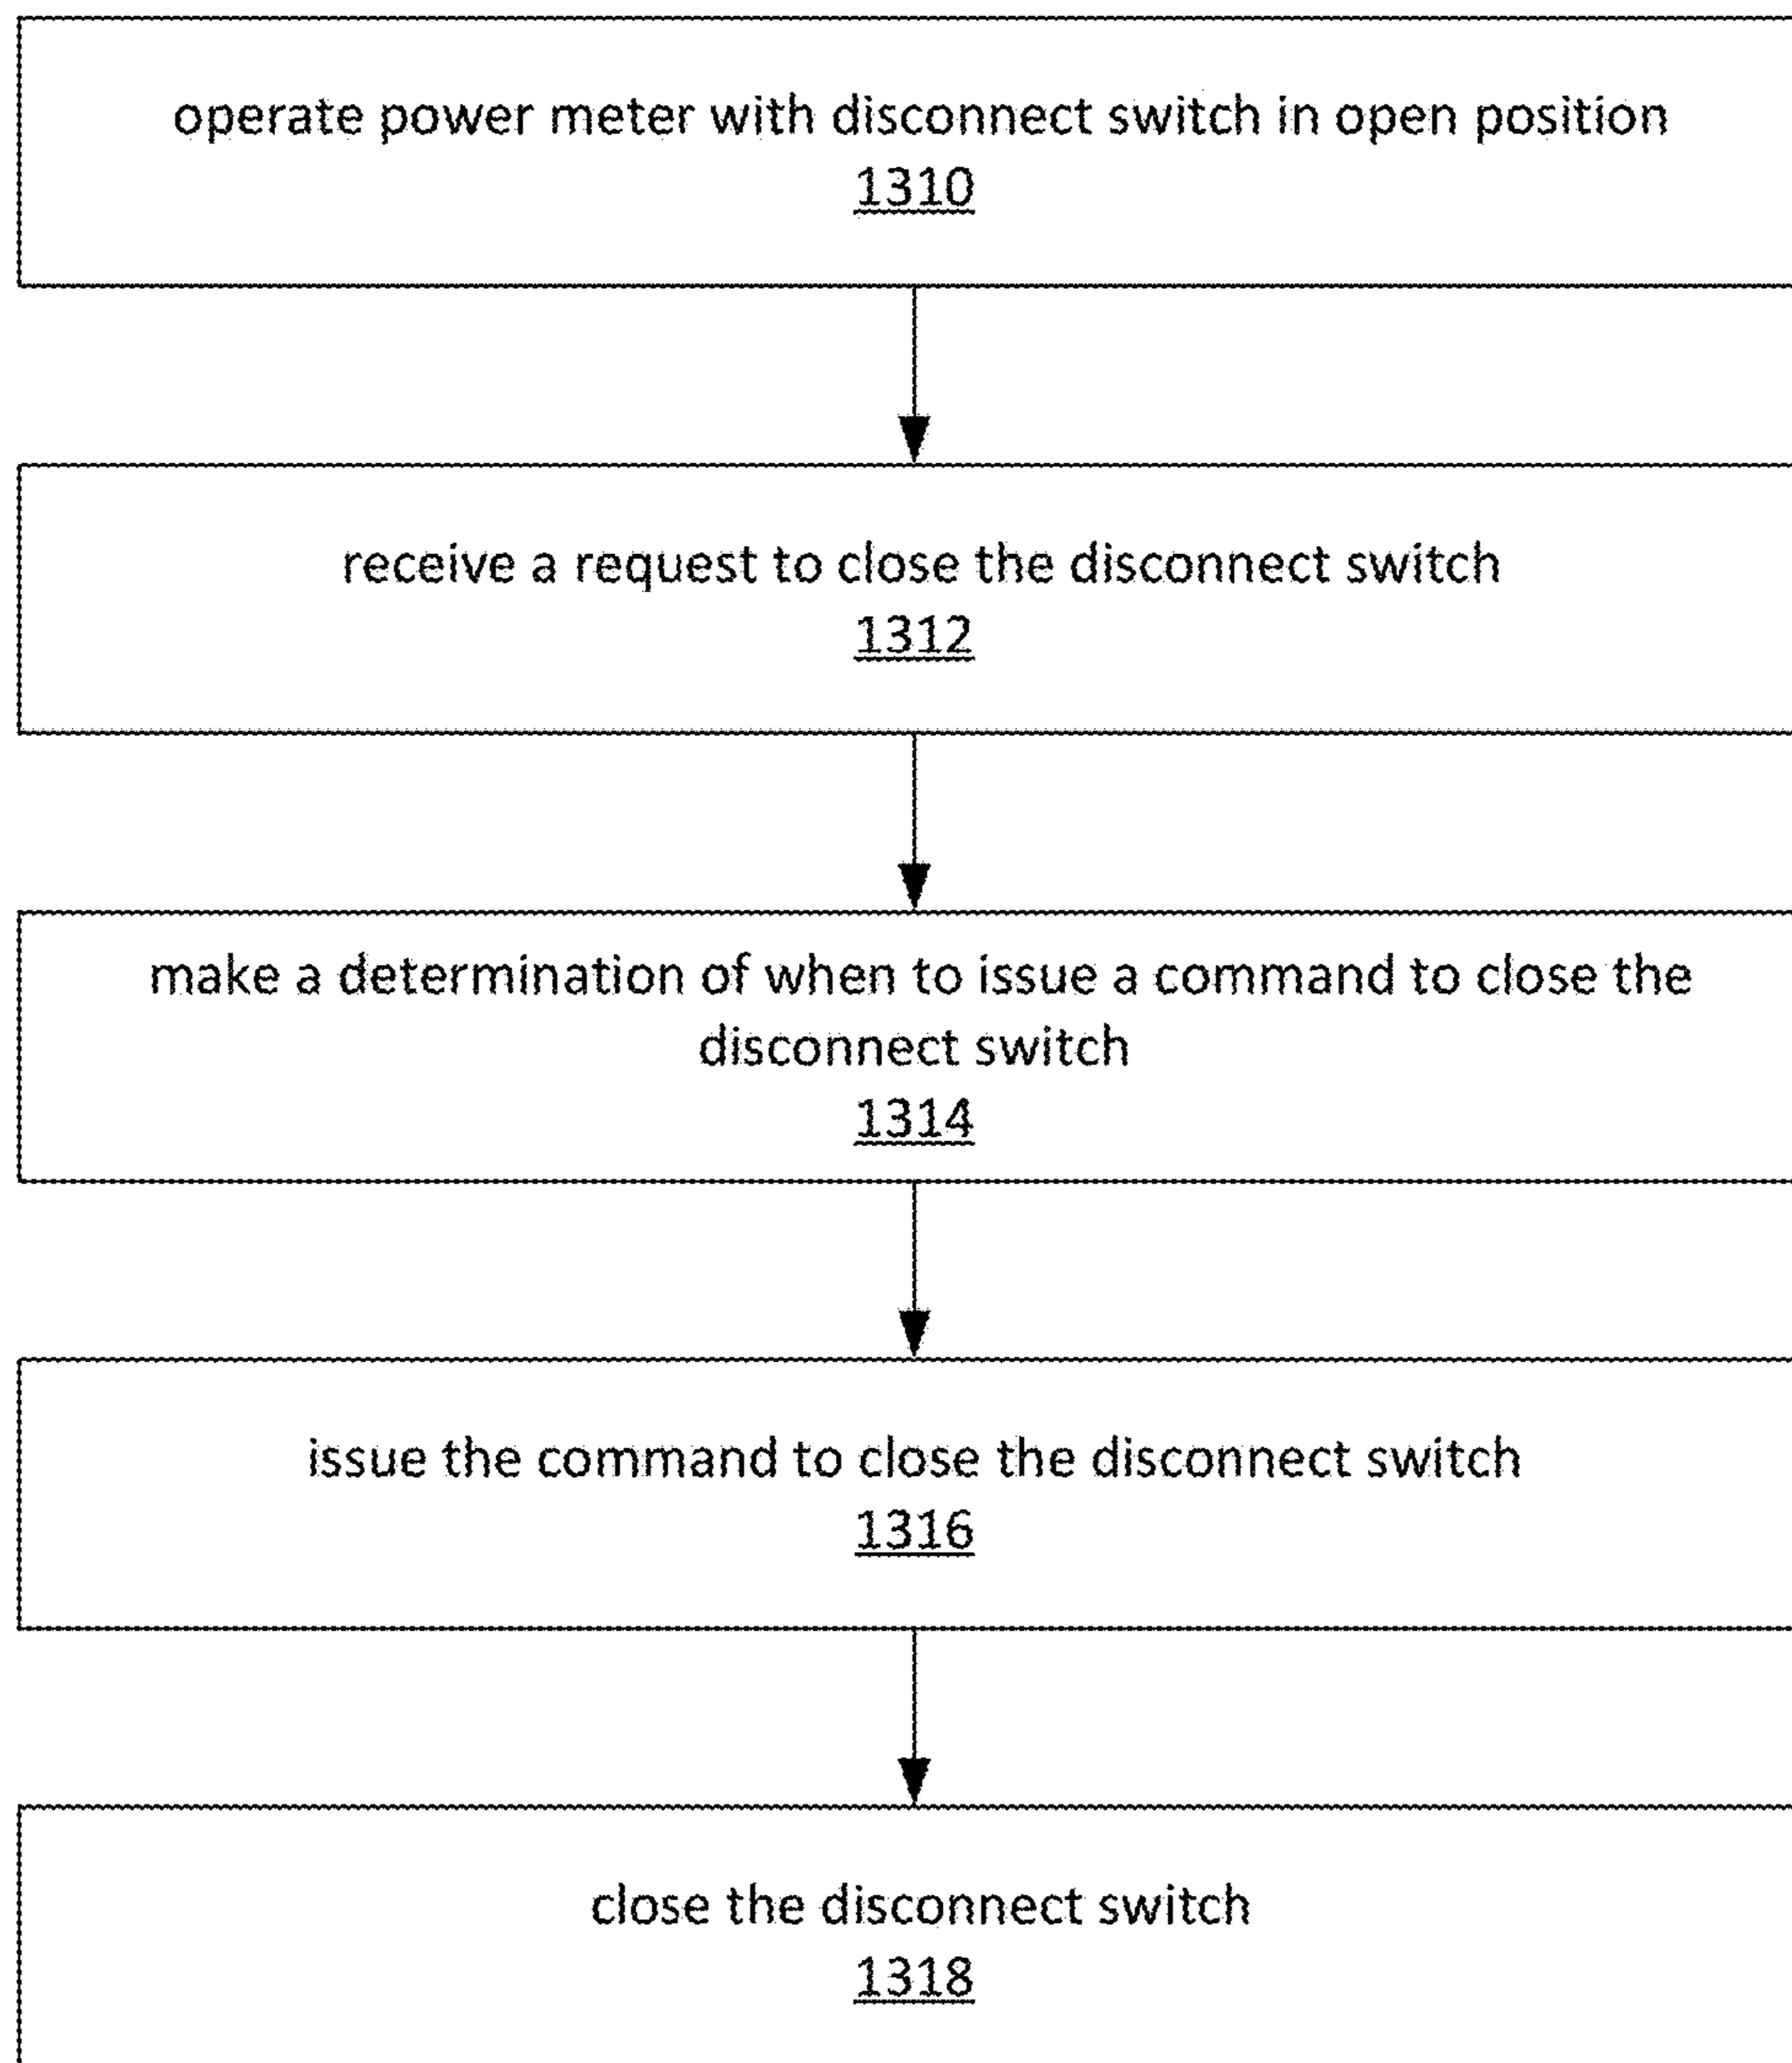 operate power meter with disconnect switch in open position
1310
receive a request to close the disconnect switch
1312
make a determination of when to issue a command to close the
disconnect switch
1314
issue the command to close the disconnect switch
1316
close the disconnect switch
1318